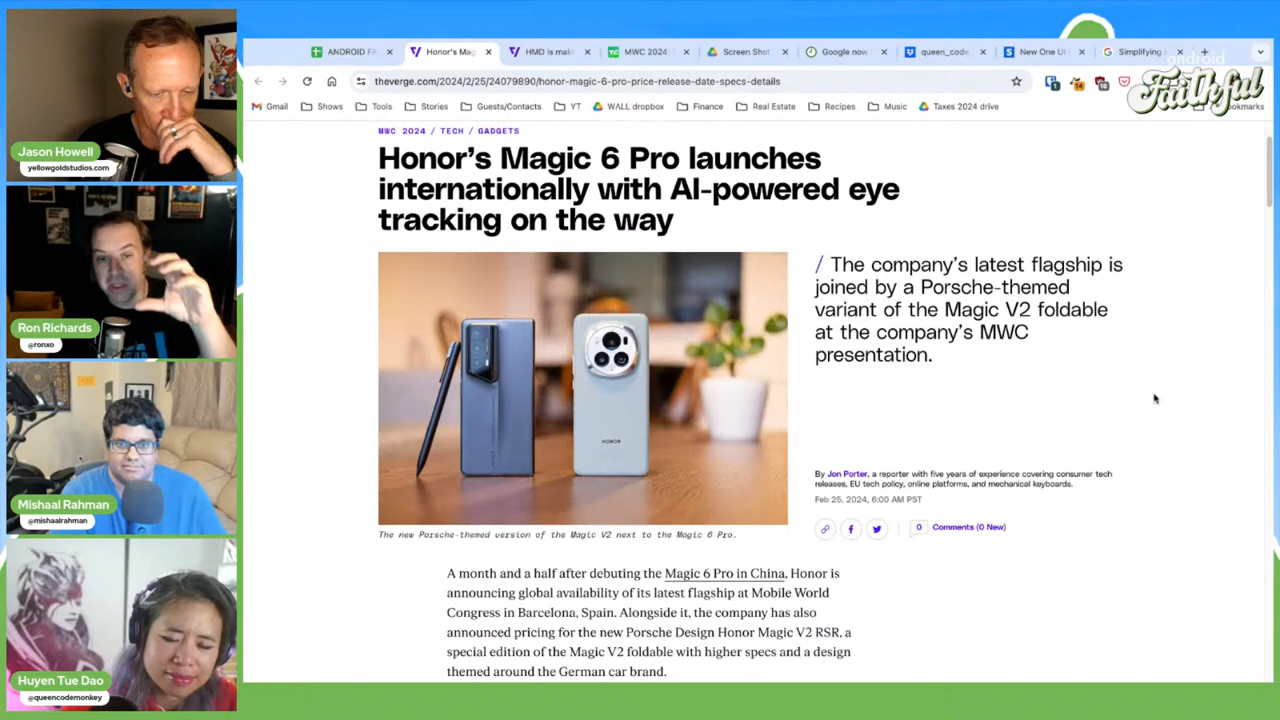 Jason Howell
yellowgoldstudios.com
Ron Richards
@ronxo
Mishaal Rahman
@mishaalrahman
Huyen Tue Dao
@queencodemonkey
ANDROID FA
Honor's Mag
HMD is maki
MWC 2024:
Screen Shot
Google now
queen_code
New One UI
Simplifying
theverge.com/2024/2/25/24079890/honor-magic-6-pro-price-release-date-specs-details
android
Faithful
Gmail
Shows
Tools
Stories
Guests/Contacts
YT
WALL dropbox
Finance
Real Estate
Recipes
Music
Taxes 2024 drive
MWC 2024 / TECH / GADGETS
Honor's Magic 6 Pro launches
internationally with AI-powered eye
tracking on the way
/ The company's latest flagship is
joined by a Porsche-themed
variant of the Magic V2 foldable
at the company's MWC
presentation.
HONOR
By Jon Porter, a reporter with five years of experience covering consumer tech
releases, EU tech policy, online platforms, and mechanical keyboards.
Feb 25, 2024, 6:00 AM PST
0 Comments (0 New)
The new Porsche-themed version of the Magic V2 next to the Magic 6 Pro.
A month and a half after debuting the Magic 6 Pro in China, Honor is
announcing global availability of its latest flagship at Mobile World
Congress in Barcelona, Spain. Alongside it, the company has also
announced pricing for the new Porsche Design Honor Magic V2 RSR, a
special edition of the Magic V2 foldable with higher specs and a design
themed around the German car brand.